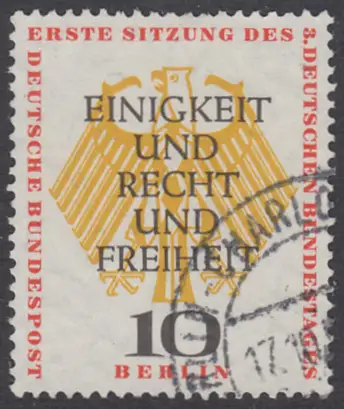 DEUTSCHE BUNDESPOST
ERSTE SITZUNG DES
3. DEUTSCHEN BUNDESTAGES
EINIGKEIT
UND
RECHT
UND
FREIHEIT
10
BERLIN